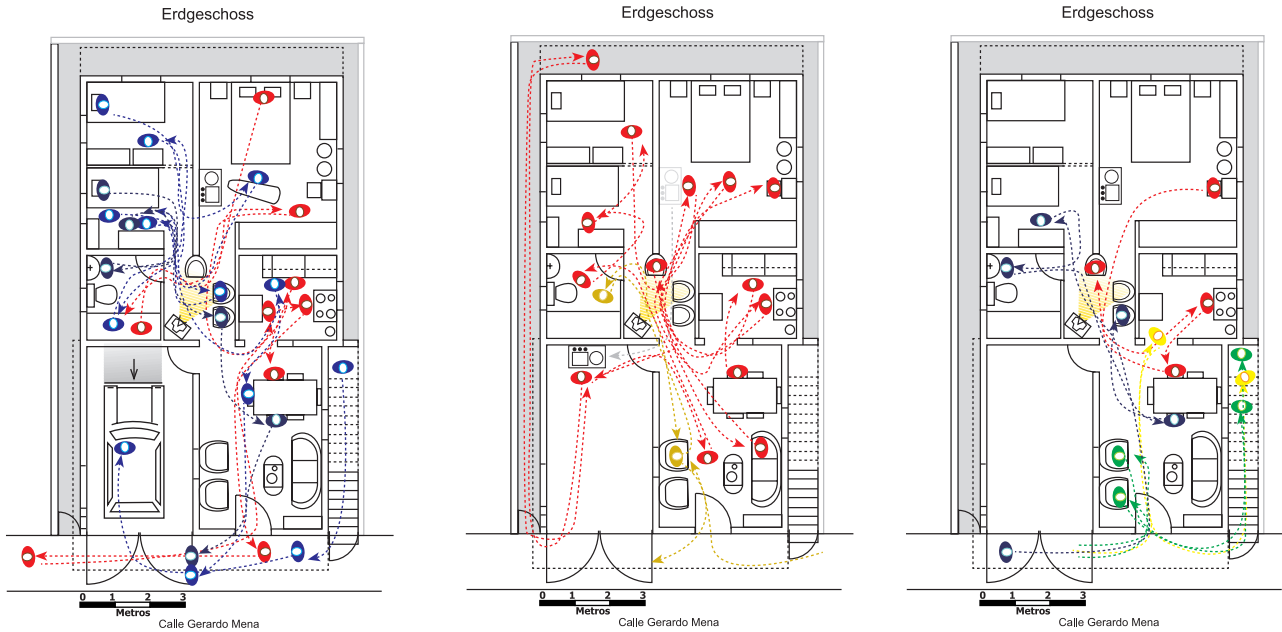 Erdgeschoss
0 1 2 3
Metros
Calle Gerardo Mena
Erdgeschoss
0 1 2 3
Metros
Calle Gerardo Mena
Erdgeschoss
0 1 2 3
Metros
Calle Gerardo Mena